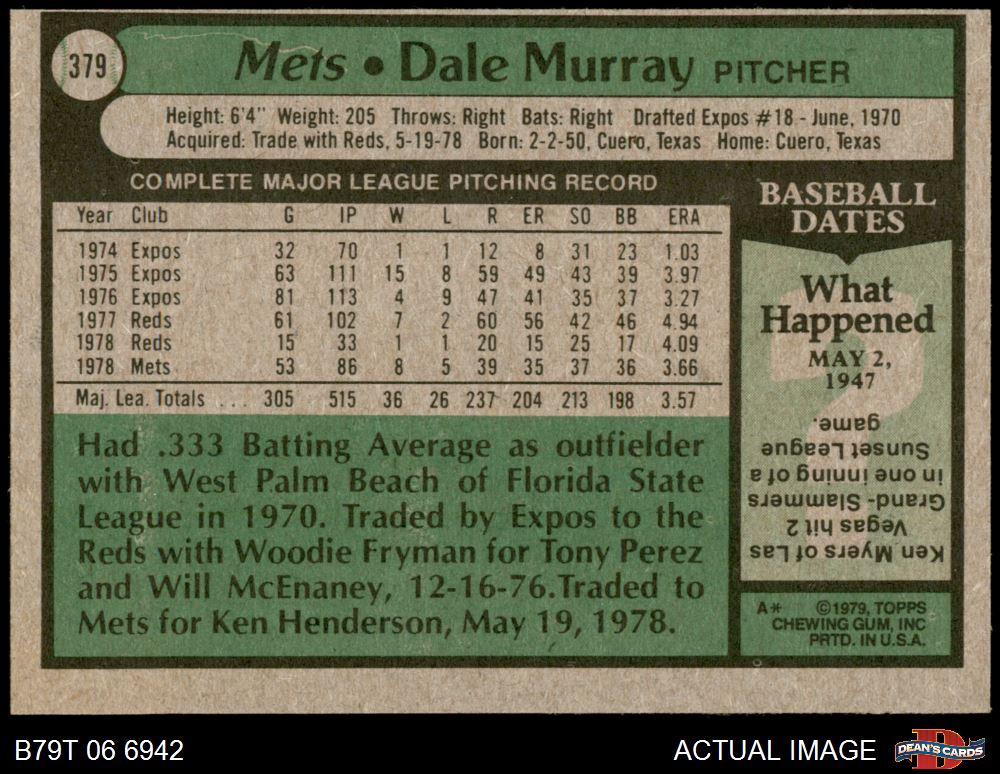 379
Mets • Dale Murray PITCHER
Height: 6'4" Weight: 205 Throws: Right Bats: Right Drafted Expos #18 - June, 1970
Acquired: Trade with Reds, 5-19-78 Born: 2-2-50, Cuero, Texas Home: Cuero, Texas
COMPLETE MAJOR LEAGUE PITCHING RECORD
Year Club G IP W L R ER SO BB ERA
1974 Expos 32 70 1 1 12 8 31 23 1.03
1975 Expos 63 111 15 8 59 49 43 39 3.97
1976 Expos 81 113 4 9 47 41 35 37 3.27
1977 Reds 61 102 7 2 60 56 42 46 4.94
1978 Reds 15 33 1 1 20 15 25 17 4.09
1978 Mets 53 86 8 5 39 35 37 36 3.66
Maj. Lea. Totals ... 305 515 36 26 237 204 213 198 3.57
Had .333 Batting Average as outfielder
with West Palm Beach of Florida State
League in 1970. Traded by Expos to the
Reds with Woodie Fryman for Tony Perez
and Will McEnaney, 12-16-76.Traded to
Mets for Ken Henderson, May 19, 1978.
BASEBALL
DATES
What
Happened
MAY 2,
1947
Ken Myers of Las
Vegas hit 2
Grand-Slammers
in one inning of a
Sunset League
game.
A* ©1979, TOPPS
CHEWING GUM, INC
PRTD. IN U.S.A.
B79T 06 6942
ACTUAL IMAGE
DEAN'S CARDS